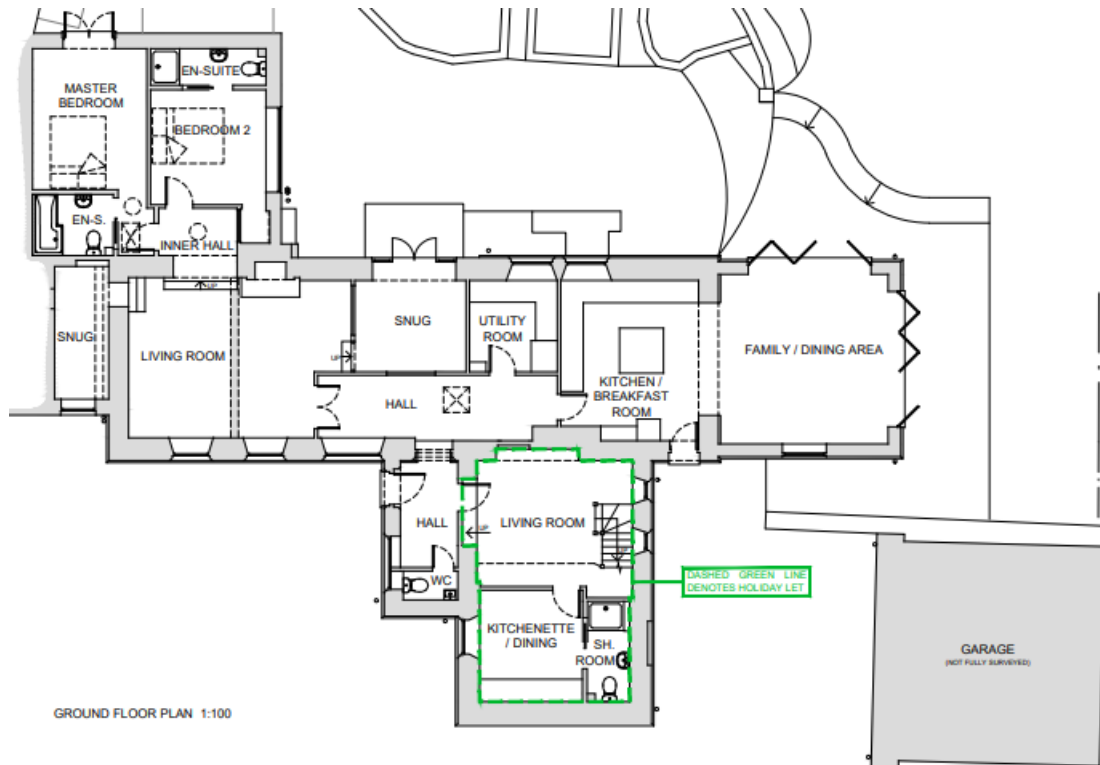 EN-SUITE
MASTER
BEDROOM
BEDROOM 2
EN-S.
INNER HALL
UP
SNUG
LIVING ROOM
UP
SNUG
UTILITY
ROOM
HALL
KITCHEN /
BREAKFAST
ROOM
FAMILY / DINING AREA
HALL
UP
LIVING ROOM
UP
WC
DASHED GREEN LINE
DENOTES HOLIDAY LET
KITCHENETTE
/ DINING
SH.
ROOM
GARAGE
(NOT FULLY SURVEYED)
GROUND FLOOR PLAN 1:100